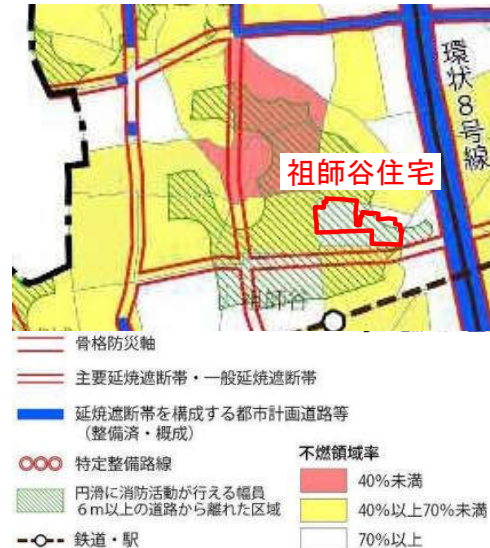 環状8号線
祖師谷住宅
祖師谷
骨格防災軸
主要延焼遮断帯・一般延焼遮断帯
延焼遮断帯を構成する都市計画道路等
（整備済・概成）
特定整備路線
円滑に消防活動が行える幅員
6m以上の道路から離れた区域
鉄道・駅
不燃領域率
40%未満
40%以上70%未満
70%以上